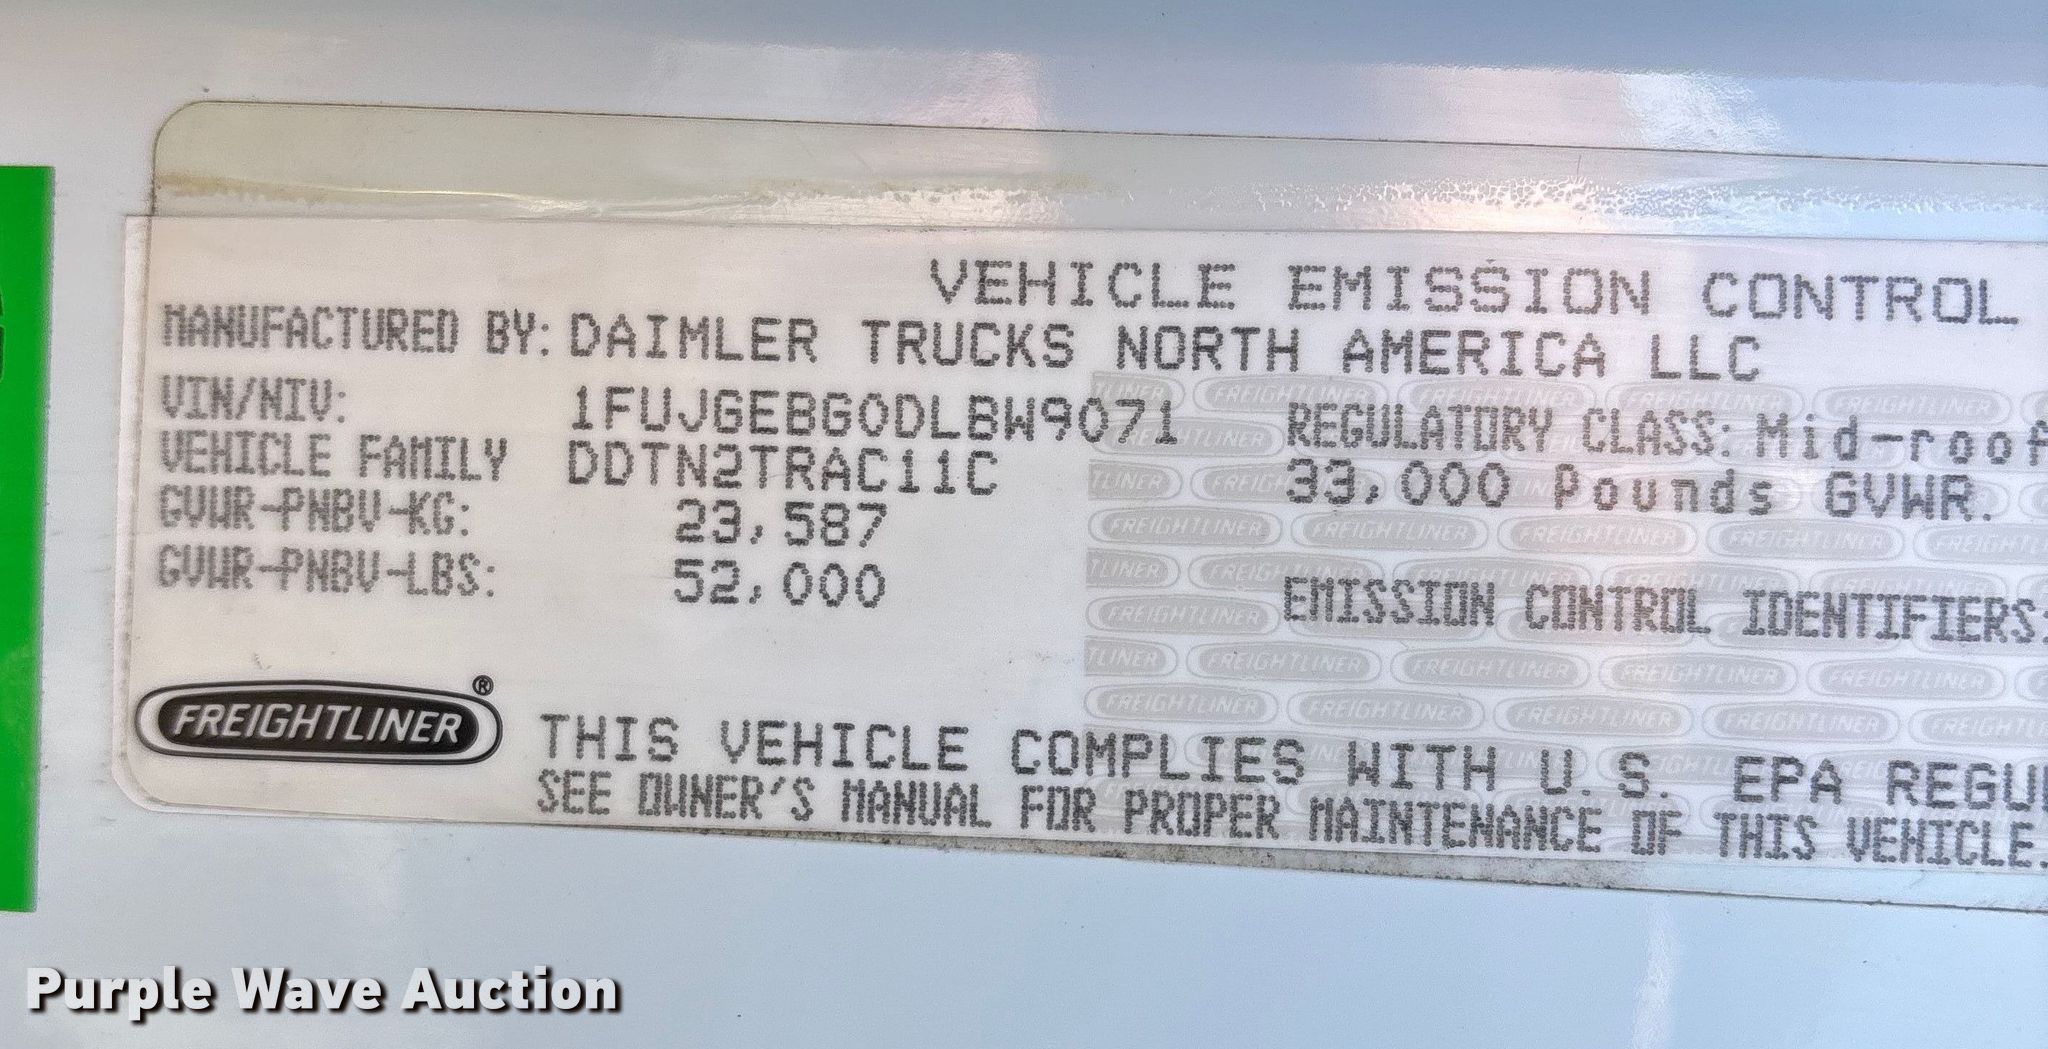 VEHICLE EMISSION CONTROL
MANUFACTURED BY: DAIMLER TRUCKS NORTH AMERICA LLC
VIN/NIV: 1FUJGEBG0DLBW9071 REGULATORY CLASS: Mid-roof
VEHICLE FAMILY DDTN2TRAC11C 33,000 Pounds GVWR.
GVWR-PNBV-KG: 23,587
GVWR-PNBV-LBS: 52,000
EMISSION CONTROL IDENTIFIERS:
FREIGHTLINER®
THIS VEHICLE COMPLIES WITH U.S. EPA REGU
SEE OWNER'S MANUAL FOR PROPER MAINTENANCE OF THIS VEHICLE.
Purple Wave Auction